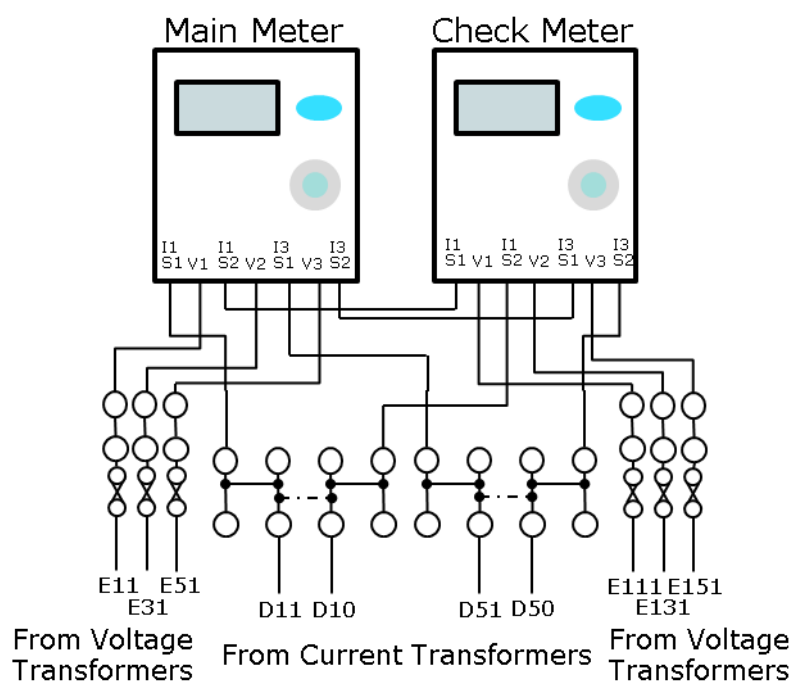 Main Meter Check Meter
I1 I1 I3 I3 I1 I1 I3 I3
S1 V1 S2 V2 S1 V3 S2 S1 V1 S2 V2 S1 V3 S2
E11 E51 E111 E151
E31 D11 D10 D51 D50 E131
From Voltage From Current Transformers From Voltage
Transformers Transformers